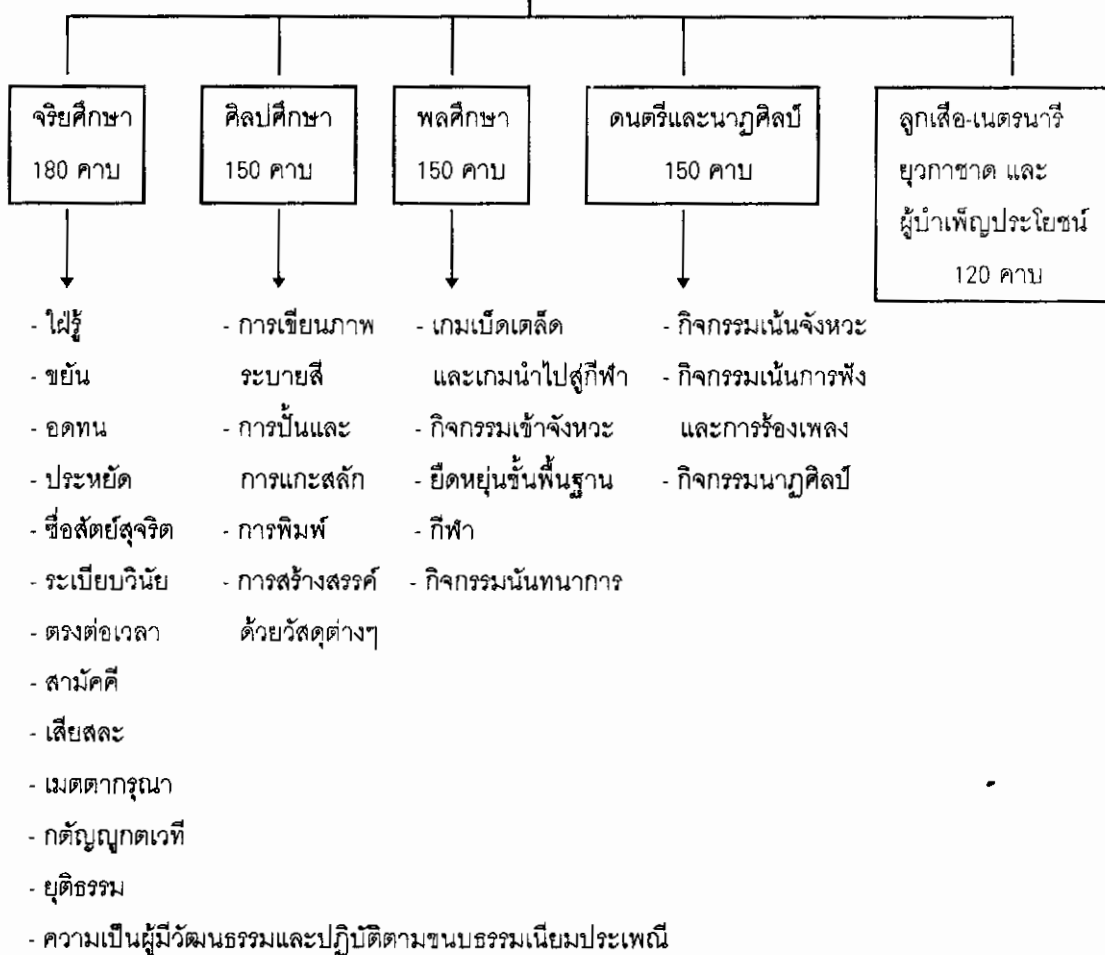 จริยศึกษา
180 คาบ
ศิลปศึกษา
150 คาบ
พลศึกษา
150 คาบ
ดนตรีและนาฏศิลป์
150 คาบ
ลูกเสือ-เนตรนารี
ยุวกาชาด และ
ผู้บำเพ็ญประโยชน์
120 คาบ
- ใฝ่รู้
- ขยัน
- อดทน
- ประหยัด
- ซื่อสัตย์สุจริต
- ระเบียบวินัย
- ตรงต่อเวลา
- สามัคคี
- เสียสละ
- เมตตากรุณา
- กตัญญูกตเวที
- ยุติธรรม
- ความเป็นผู้มีวัฒนธรรมและปฏิบัติตามขนบธรรมเนียมประเพณี
- การเขียนภาพ
ระบายสี
- การปั้นและ
การแกะสลัก
- การพิมพ์
- การสร้างสรรค์
ด้วยวัสดุต่างๆ
- เกมเบ็ดเตล็ด
และเกมนำไปสู่กีฬา
- กิจกรรมเข้าจังหวะ
- ยืดหยุ่นขั้นพื้นฐาน
- กีฬา
- กิจกรรมนันทนาการ
- กิจกรรมเน้นจังหวะ
- กิจกรรมเน้นการฟัง
และการร้องเพลง
- กิจกรรมนาฏศิลป์